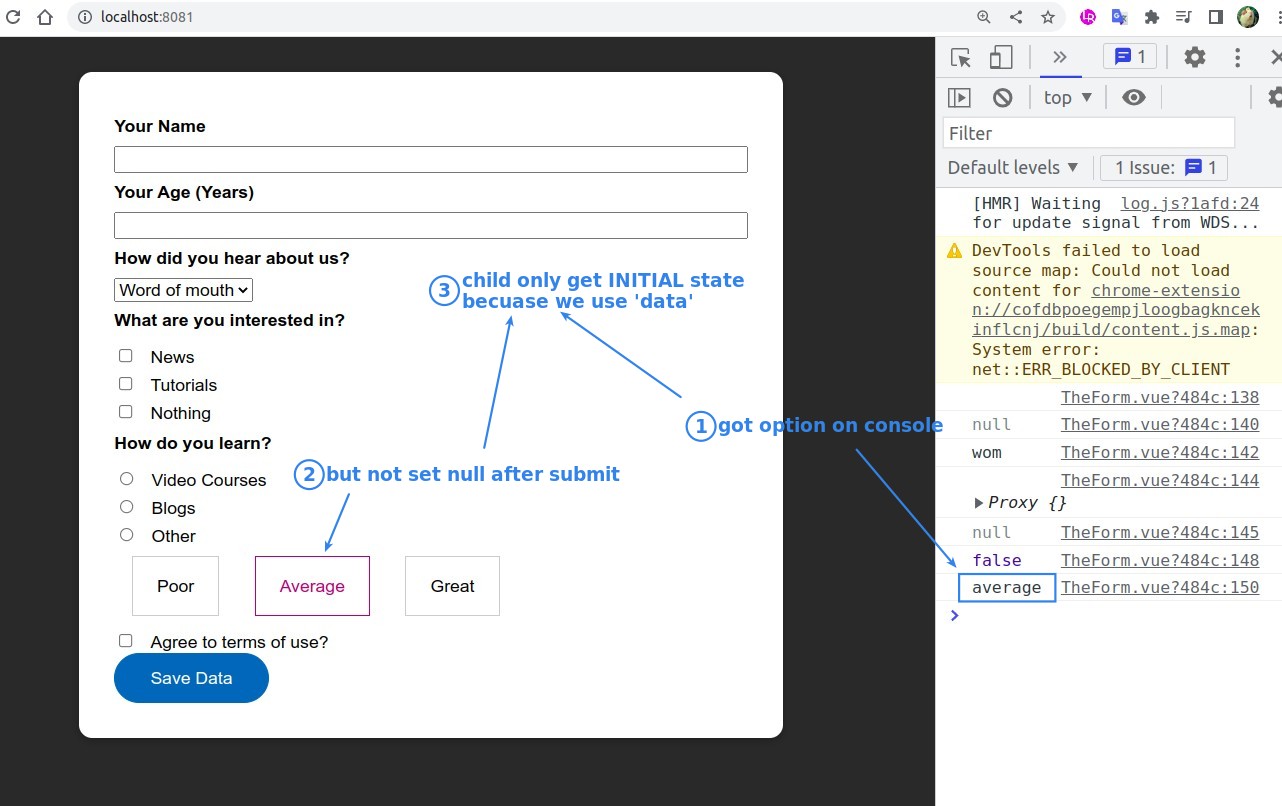 localhost:8081
1
top
Filter
Default levels
1 Issue: 1
Your Name
Your Age (Years)
How did you hear about us?
Word of mouth
What are you interested in?
News
Tutorials
Nothing
How do you learn?
Video Courses
Blogs
Other
Poor
Average
Great
Agree to terms of use?
Save Data
3 child only get INITIAL state
becuase we use 'data'
1 got option on console
2 but not set null after submit
[HMR] Waiting log.js?1afd:24
for update signal from WDS...
DevTools failed to load
source map: Could not load
content for chrome-extensio
n://cofdbpoegempjloogbagkncek
inflcnj/build/content.js.map:
System error:
net::ERR_BLOCKED_BY_CLIENT
TheForm.vue?484c:138
null TheForm.vue?484c:140
wom TheForm.vue?484c:142
TheForm.vue?484c:144
Proxy {}
null TheForm.vue?484c:145
false TheForm.vue?484c:148
average TheForm.vue?484c:150